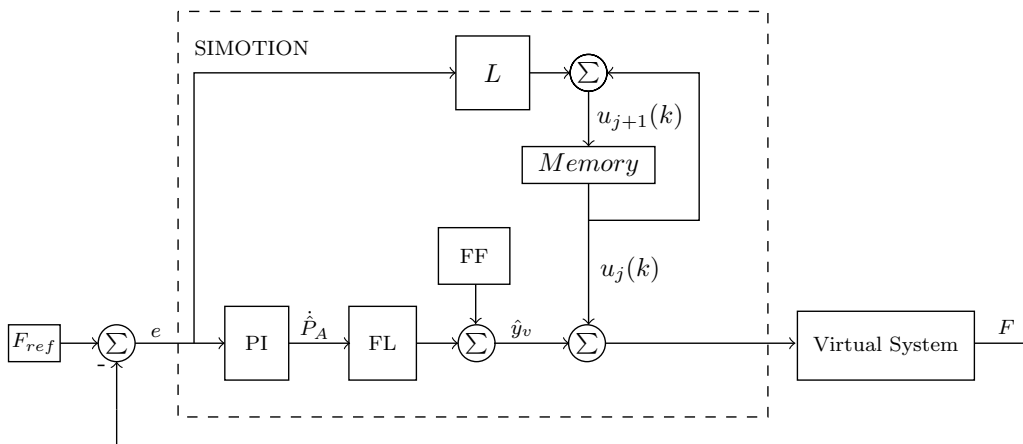 SIMOTION
L
∑
u_{j+1}(k)
Memory
FF
u_j(k)
F_{ref}
∑
e
PI
\dot{\hat{P}}_A
FL
∑
\hat{y}_v
∑
Virtual System
F
-